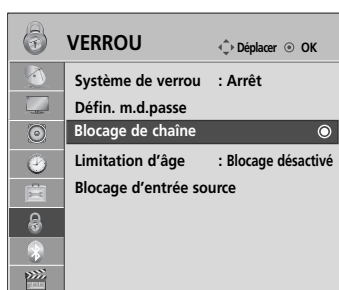 VERROU
Déplacer OK
Système de verrou : Arrêt
Défin. m.d.passe
Blocage de chaîne
Limitation d’âge : Blocage désactivé
Blocage d’entrée source